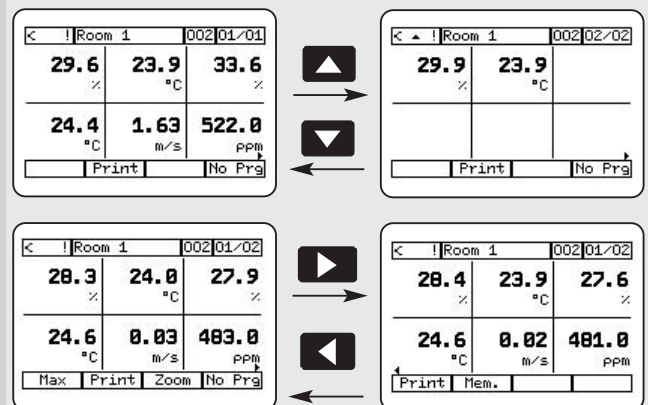 < ! Room 1 002 01/01
29.6 23.9 33.6
% °C %
24.4 1.63 522.0
°C m/s ppm
Print No Prg
< ! Room 1 002 02/02
29.9 23.9
% °C
Print No Prg
< ! Room 1 002 01/02
28.3 24.0 27.9
% °C %
24.6 0.03 483.0
°C m/s ppm
Max Print Zoom No Prg
< ! Room 1 002 01/02
28.4 23.9 27.6
% °C %
24.6 0.02 481.0
°C m/s ppm
Print Mem.